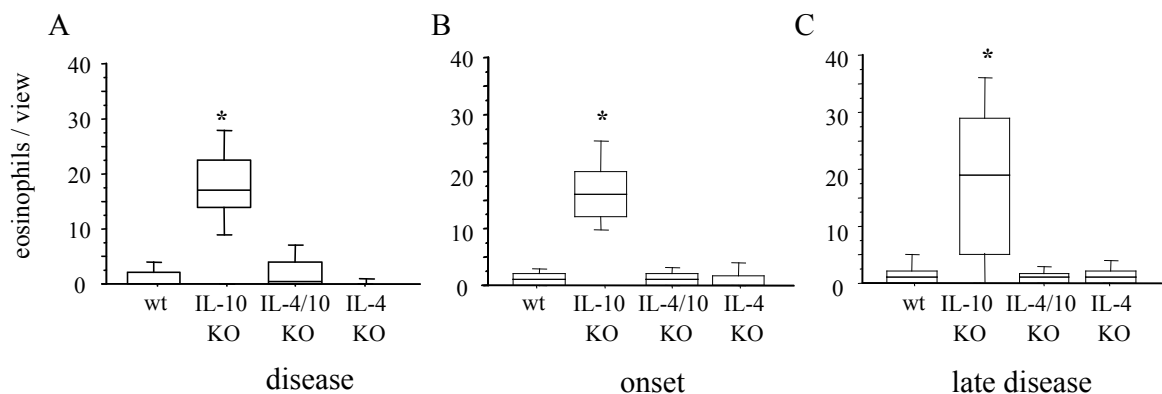 A
B
C
eosinophils / view
40
30
20
10
0
*
wt
IL-10
KO
IL-4/10
KO
IL-4
KO
disease
40
30
20
10
0
*
wt
IL-10
KO
IL-4/10
KO
IL-4
KO
onset
40
30
20
10
0
*
wt
IL-10
KO
IL-4/10
KO
IL-4
KO
late disease